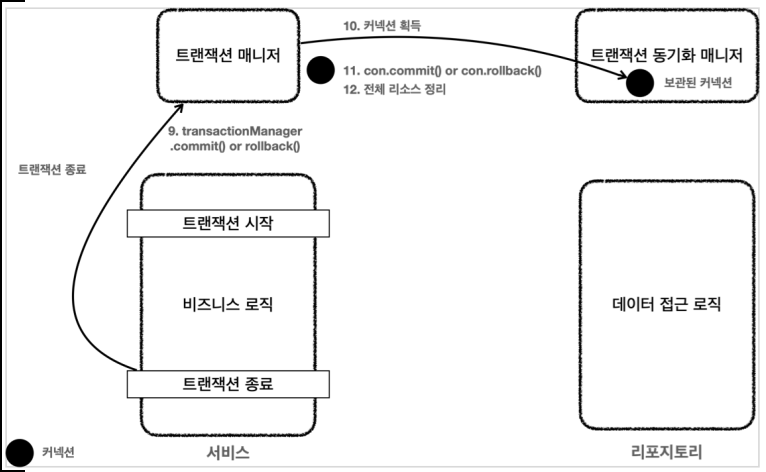 10. 커넥션 획득
트랜잭션 매니저
트랜잭션 동기화 매니저
11. con.commit() or con.rollback()
12. 전체 리소스 정리
보관된 커넥션
9. transactionManager
.commit() or rollback()
트랜잭션 종료
트랜잭션 시작
비즈니스 로직
데이터 접근 로직
트랜잭션 종료
커넥션
서비스
리포지토리